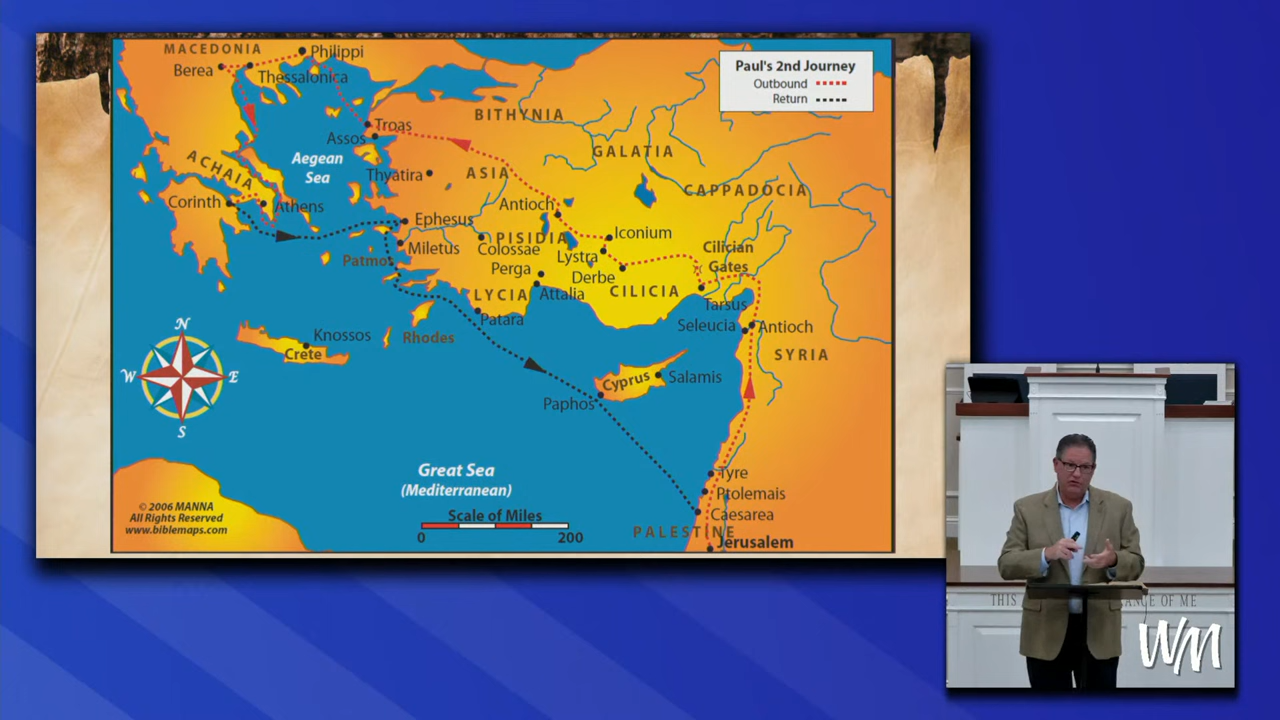 MACEDONIA
Philippi
Berea
Thessalonica
Paul's 2nd Journey
Outbound
Return
BITHYNIA
Troas
Assos
GALATIA
Aegean
Sea
ACHAIA
Thyatira
ASIA
CAPPADOCIA
Corinth
Athens
Antioch
Ephesus
Iconium
PISIDIA
Miletus
Colossae
Lystra
Cilician
Gates
Patmos
Perga
Derbe
LYCIA
Attalia
CILICIA
Tarsus
Patara
Seleucia
Antioch
Knossos
Rhodes
Crete
SYRIA
N
W
E
S
Cyprus
Salamis
Paphos
Great Sea
(Mediterranean)
Tyre
Ptolemais
Caesarea
PALESTINE
Jerusalem
Scale of Miles
0
200
© 2006 MANNA
All Rights Reserved
www.biblemaps.com
THIS
ANCE OF ME
WM